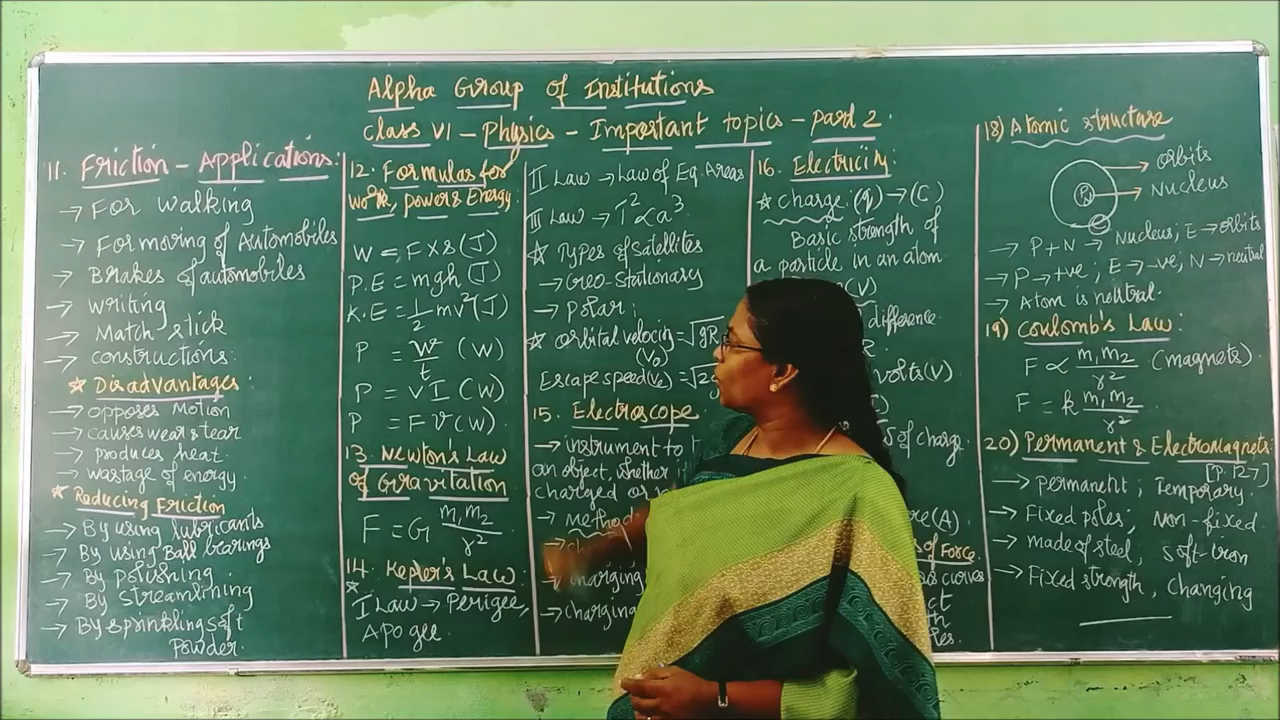 Alpha Group of Institutions
Class VI - Physics - Important topics - Part 2.
11. Friction - Applications:
→ For walking
→ For moving of Automobiles
→ Brakes of automobiles
→ writing
→ Match stick
→ constructions.
☆ Disadvantages:
→ opposes Motion
→ causes wear & tear
→ produces heat.
→ wastage of energy.
☆ Reducing Friction
→ By using lubricants
→ By using Ball bearings
→ By polishing
→ By streamlining
→ By sprinkling soft
powder.
12. Formulas for
work, power & Energy:
W = F x s (J)
P.E = mgh (J)
K.E = 1/2 mv² (J)
P = w/t (W)
P = VI (W)
P = FV (W).
13. Newton's Law
of Gravitation
F = G m₁m₂/r²
14. Kepler's Law:
☆
I Law → Perigee,
Apogee.
II Law → Law of Eq. Areas
III Law → T² ∝ a³.
☆ Types of Satellites
→ Geo-Stationary
→ Polar;
☆ orbital velocity = √gR
(V₀)
Escape speed (Ve) = √2g
15. Electroscope
→ instrument to
an object, whether
charged or
→ Method
→
→ charging
→ charging
16. Electricity:
☆ charge: (q) → (C)
Basic strength of
a particle in an atom
(V)
difference.
volts (V)
of charge.
(A)
of Force
curves
18) Atomic structure
→ orbits
→ Nucleus
→ P+N → Nucleus; E → orbits
→ P → +ve; E → -ve; N → neutral
→ Atom is neutral.
19) Coulomb's Law:
F ∝ m₁m₂/r² (magnets).
F = k m₁m₂/r²
20) Permanent & Electromagnets:
[P.127]
→ permanent; Temporary.
→ Fixed poles; Non-fixed
→ made of steel, soft-iron
→ Fixed strength, Changing